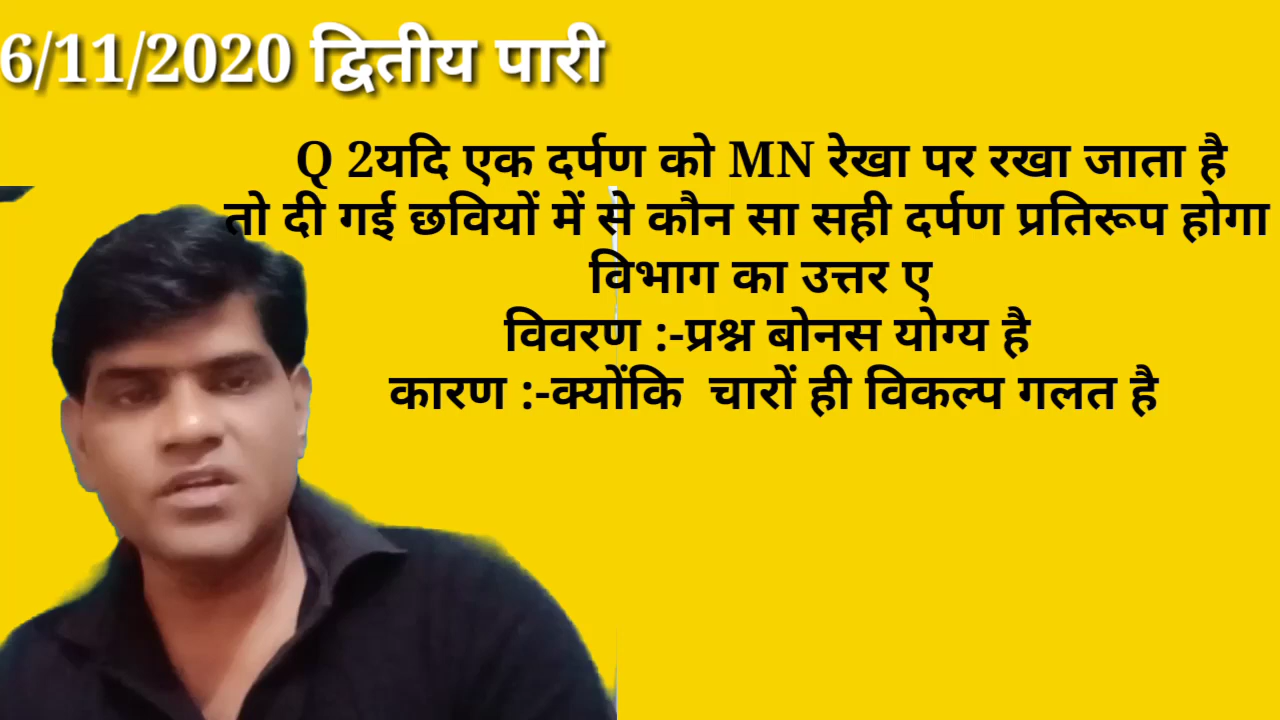 6/11/2020 द्वितीय पारी
Q 2यदि एक दर्पण को MN रेखा पर रखा जाता है
तो दी गई छवियों में से कौन सा सही दर्पण प्रतिरूप होगा
विभाग का उत्तर ए
विवरण :-प्रश्न बोनस योग्य है
कारण :-क्योंकि चारों ही विकल्प गलत है